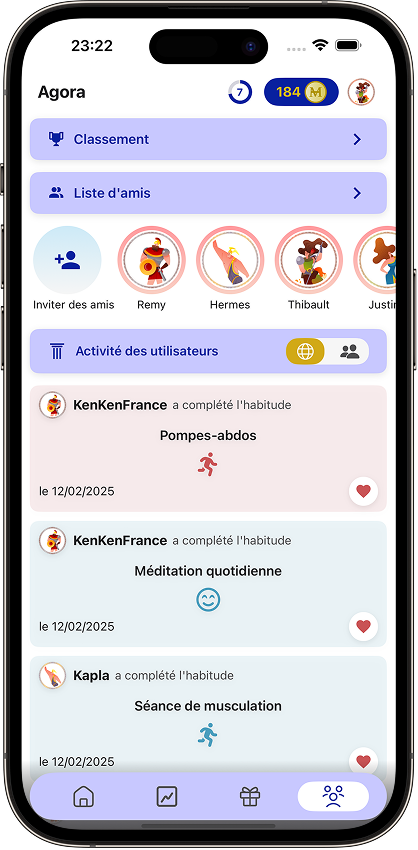 23:22
Agora
7
184
Classement
Liste d'amis
Inviter des amis
Remy
Hermes
Thibault
Justin
Activité des utilisateurs
KenKenFrance a complété l'habitude
Pompes-abdos
le 12/02/2025
KenKenFrance a complété l'habitude
Méditation quotidienne
le 12/02/2025
Kapla a complété l'habitude
Séance de musculation
le 12/02/2025